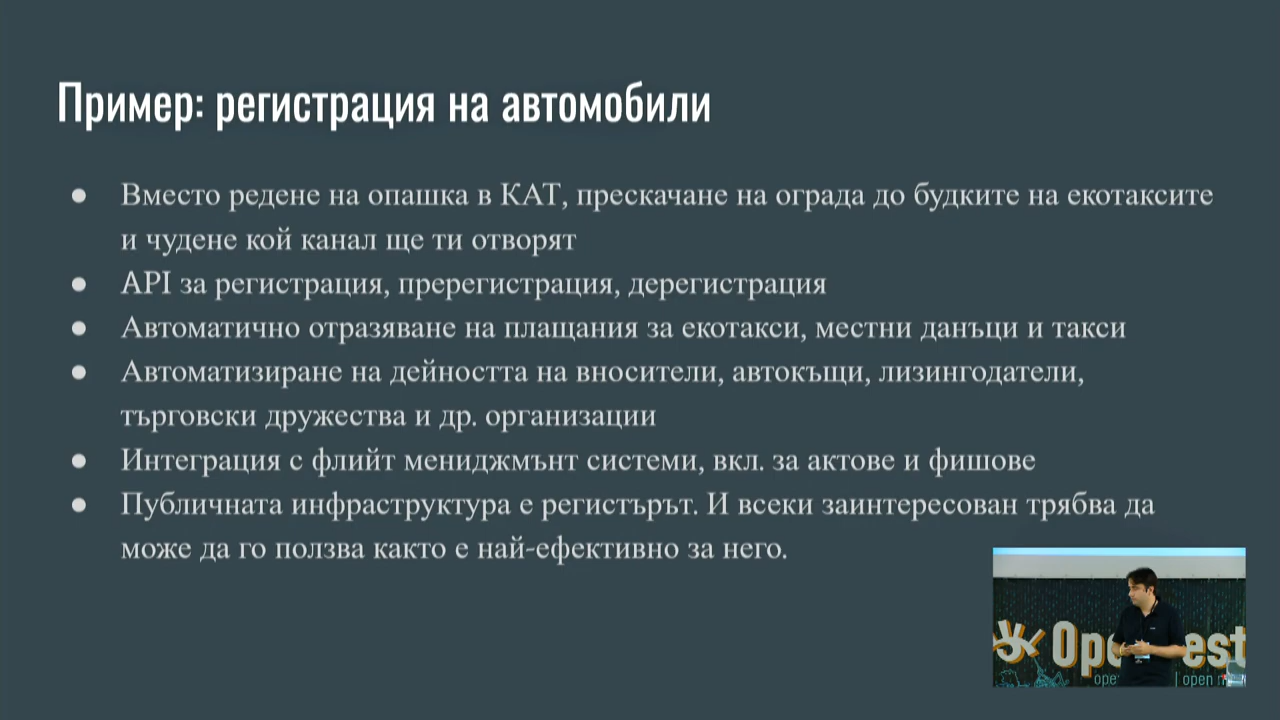 Пример: регистрация на автомобили
● Вместо редене на опашка в КАТ, прескачане на ограда до будките на екотаксите
и чудене кой канал ще ти отворят
● API за регистрация, пререгистрация, дерегистрация
● Автоматично отразяване на плащания за екотакси, местни данъци и такси
● Автоматизиране на дейността на вносители, автокъщи, лизингодатели,
търговски дружества и др. организации
● Интеграция с флийт мениджмънт системи, вкл. за актове и фишове
● Публичната инфраструктура е регистърът. И всеки заинтересован трябва да
може да го ползва както е най-ефективно за него.